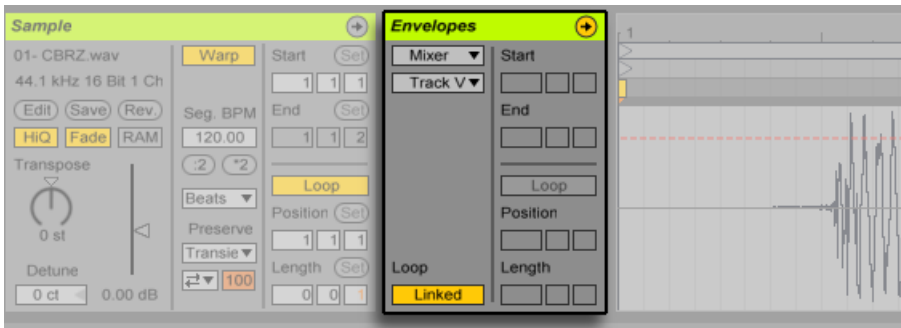 Sample
01- CBRZ.wav
44.1 kHz 16 Bit 1 Ch
Edit Save Rev.
HiQ Fade RAM
Transpose
0 st
Detune
0 ct 0.00 dB
Warp
Seg. BPM
120.00
:2 *2
Beats
Preserve
Transie
100
Start Set
1 1 1
End Set
1 1 2
Loop
Position Set
1 1 1
Length Set
0 0 1
Envelopes
Mixer
Track V
Loop
Linked
Start
End
Loop
Position
Length
1